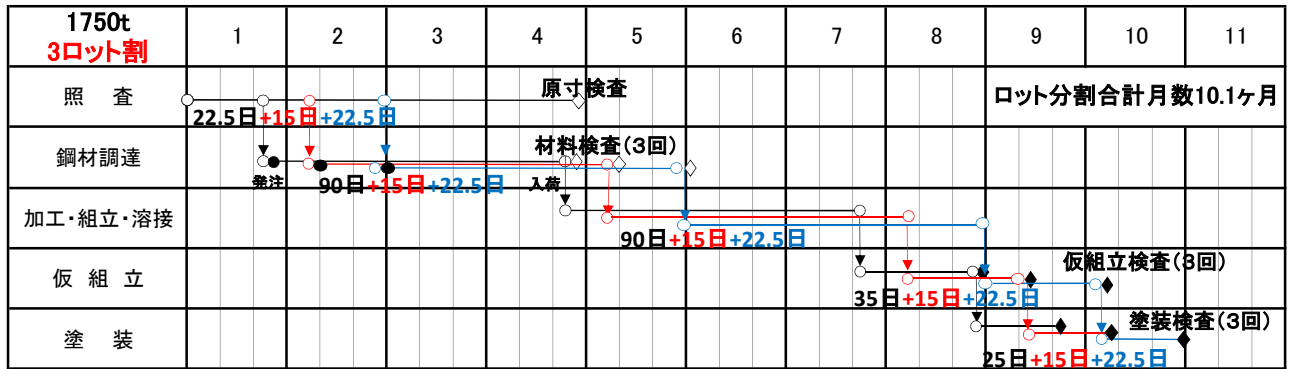 1750t
3ロット割
1 2 3 4 5 6 7 8 9 10 11
照 査
原寸検査
ロット分割合計月数10.1ヶ月
22.5日+15日+22.5日
鋼材調達
材料検査(3回)
発注
90日+15日+22.5日
入荷
加工・組立・溶接
90日+15日+22.5日
仮 組 立
仮組立検査(3回)
35日+15日+22.5日
塗 装
塗装検査(3回)
25日+15日+22.5日